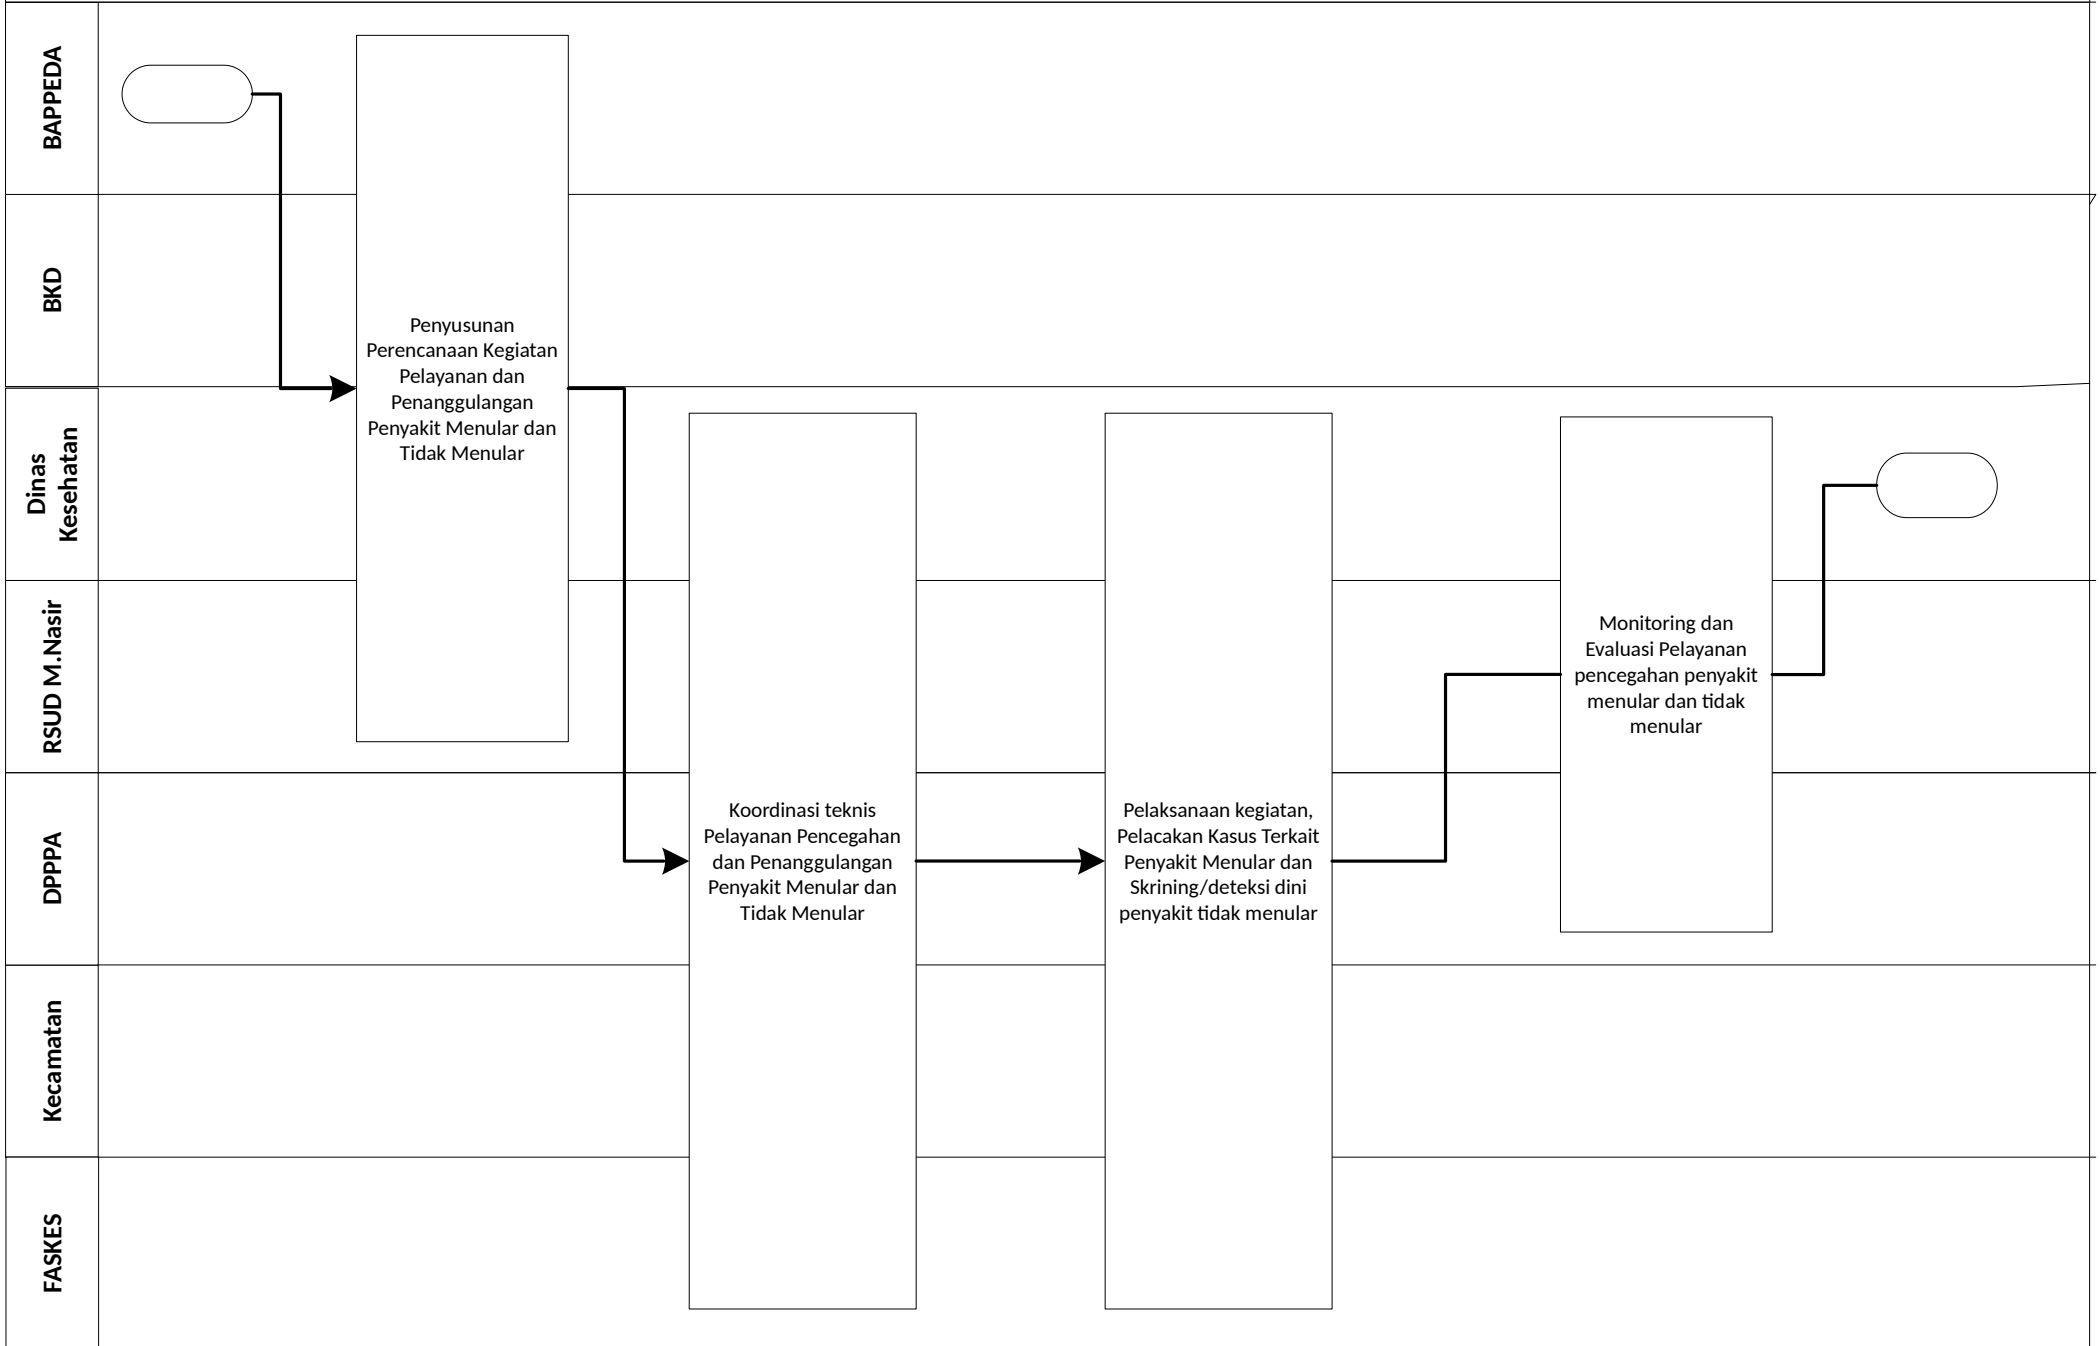 BAPPEDA
BKD
Dinas
Kesehatan
RSUD M.Nasir
DPPPA
Kecamatan
FASKES
Penyusunan
Perencanaan Kegiatan
Pelayanan dan
Penanggulangan
Penyakit Menular dan
Tidak Menular
Koordinasi teknis
Pelayanan Pencegahan
dan Penanggulangan
Penyakit Menular dan
Tidak Menular
Pelaksanaan kegiatan,
Pelacakan Kasus Terkait
Penyakit Menular dan
Skrining/deteksi dini
penyakit tidak menular
Monitoring dan
Evaluasi Pelayanan
pencegahan penyakit
menular dan tidak
menular